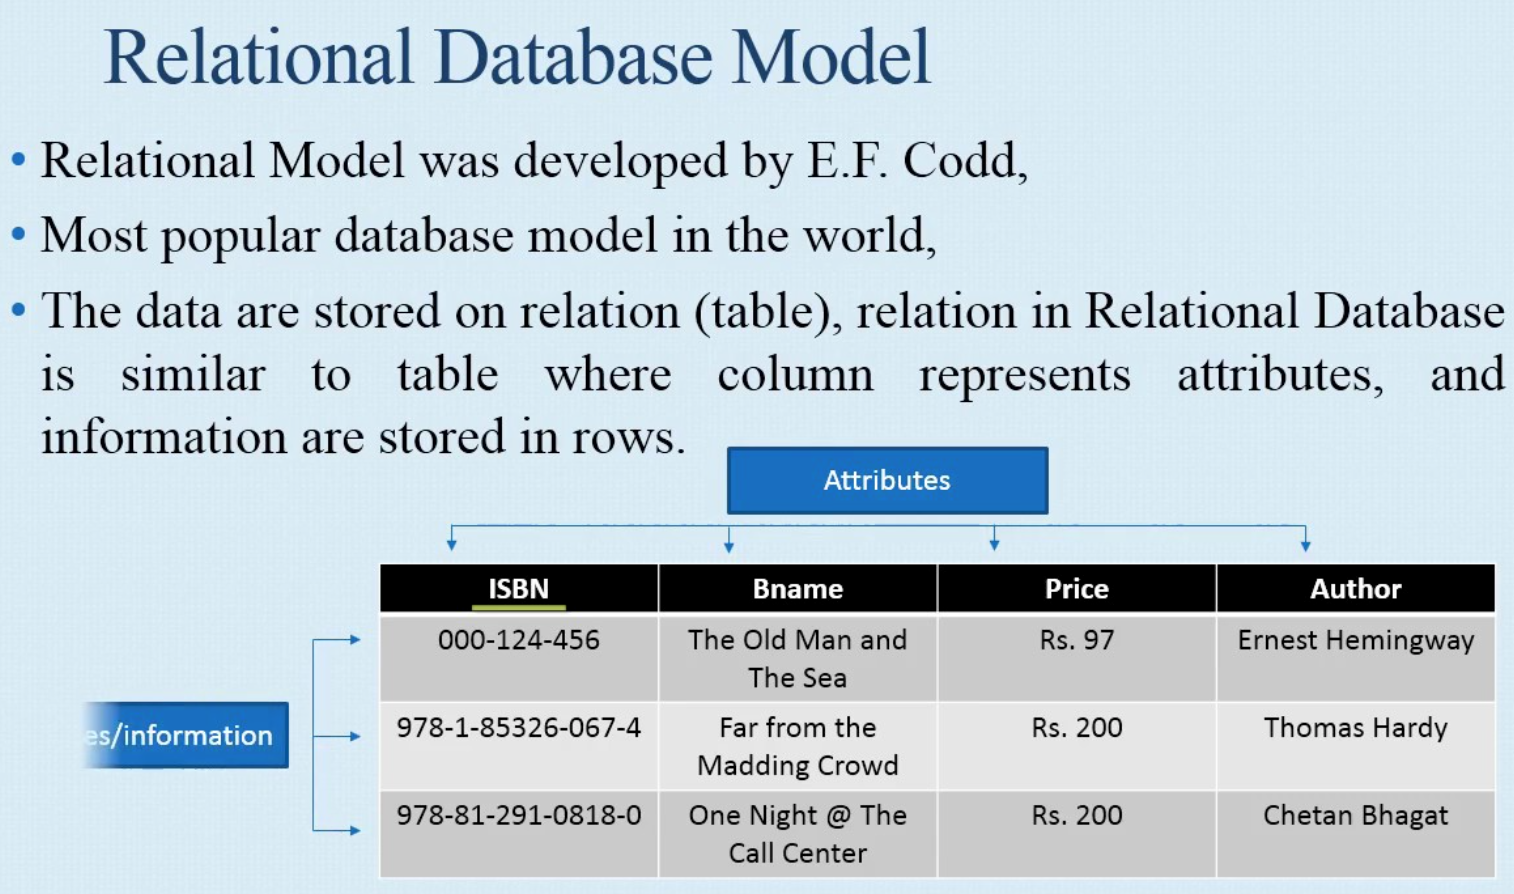 Relational Database Model
• Relational Model was developed by E.F. Codd,
• Most popular database model in the world,
• The data are stored on relation (table), relation in Relational Database
is similar to table where column represents attributes, and
information are stored in rows.
Attributes
ISBN Bname Price Author
000-124-456 The Old Man and Rs. 97 Ernest Hemingway
The Sea
es/information
978-1-85326-067-4 Far from the Rs. 200 Thomas Hardy
Madding Crowd
978-81-291-0818-0 One Night @ The Rs. 200 Chetan Bhagat
Call Center